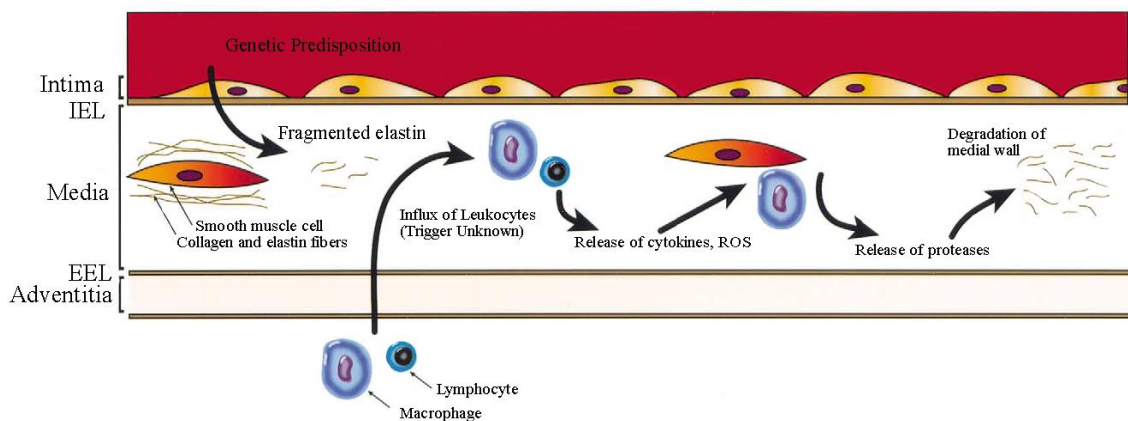 Genetic Predisposition
Intima
IEL
Fragmented elastin
Degradation of
medial wall
Media
Smooth muscle cell
Collagen and elastin fibers
Influx of Leukocytes
(Trigger Unknown)
Release of cytokines, ROS
Release of proteases
EEL
Adventitia
Lymphocyte
Macrophage